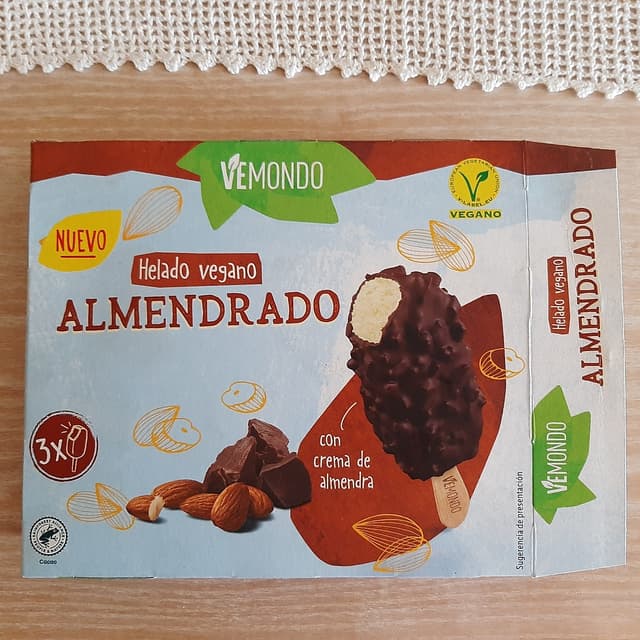 VEMONDO
NUEVO
Helado vegano
ALMENDRADO
EUROPEAN VEGETARIAN UNION
V-LABEL.EU
VEGANO
3x
con
crema de
almendra
VEMONDO
Cacao
Sugerencia de presentación
Helado vegano
ALMENDRADO
VEMONDO